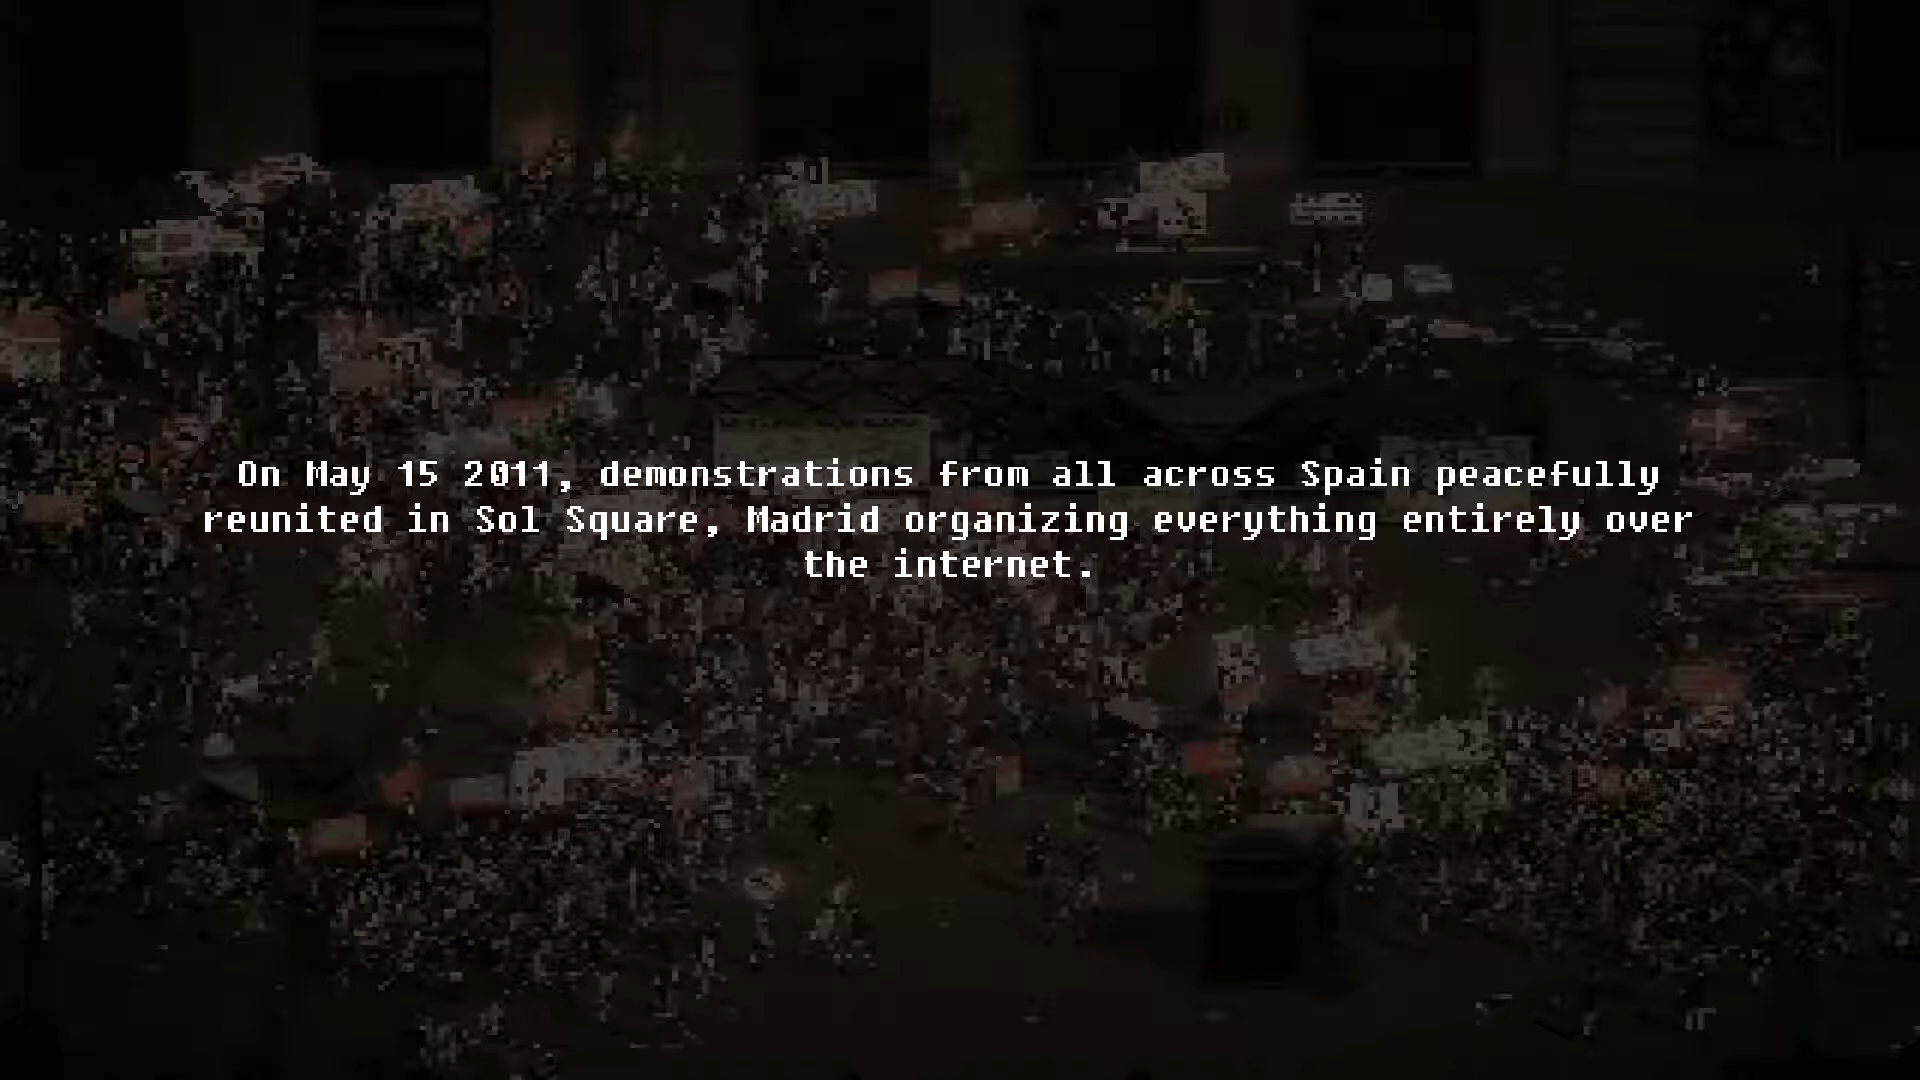 On May 15 2011, demonstrations from all across Spain peacefully
reunited in Sol Square, Madrid organizing everything entirely over
the internet.